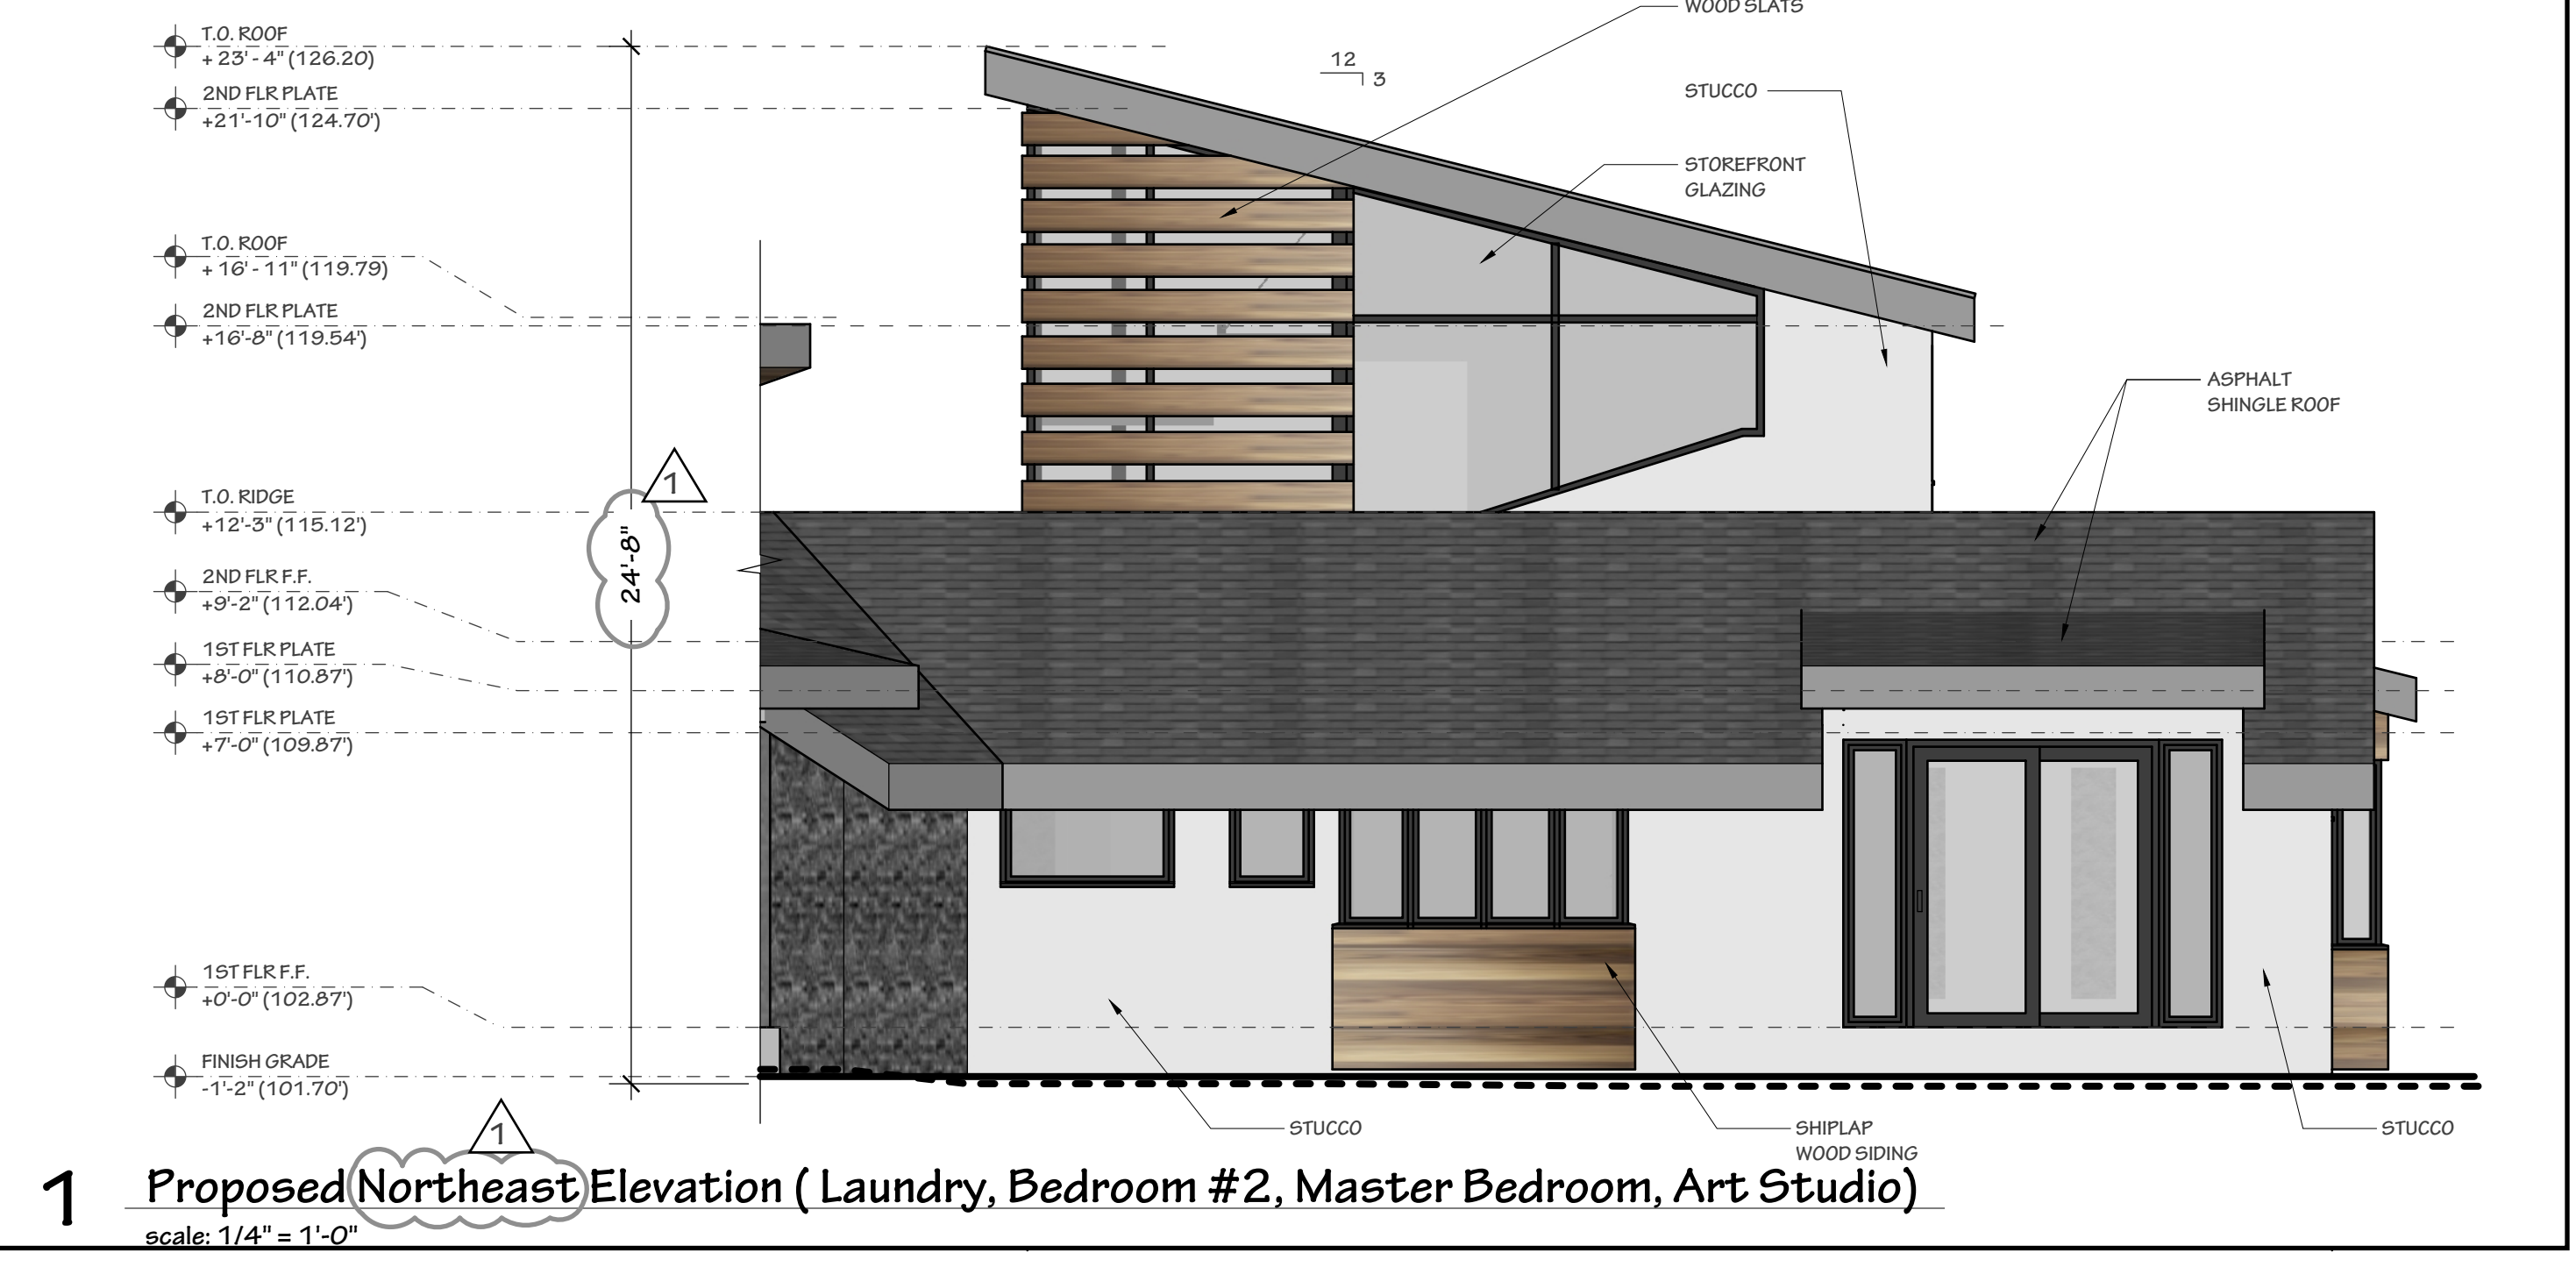 WOOD SLATS
T.O. ROOF
+ 23' - 4" (126.20)
12
3
2ND FLR PLATE
+21'-10" (124.70')
STUCCO
STOREFRONT
GLAZING
T.O. ROOF
+ 16' - 11" (119.79)
2ND FLR PLATE
+16'-8" (119.54')
ASPHALT
SHINGLE ROOF
1
T.O. RIDGE
+12'-3" (115.12')
24'-8"
2ND FLR F.F.
+9'-2" (112.04')
1ST FLR PLATE
+8'-0" (110.87')
1ST FLR PLATE
+7'-0" (109.87')
1ST FLR F.F.
+0'-0" (102.87')
FINISH GRADE
-1'-2" (101.70')
STUCCO
SHIPLAP
WOOD SIDING
STUCCO
1
1 Proposed Northeast Elevation ( Laundry, Bedroom #2, Master Bedroom, Art Studio)
scale: 1/4" = 1'-0"